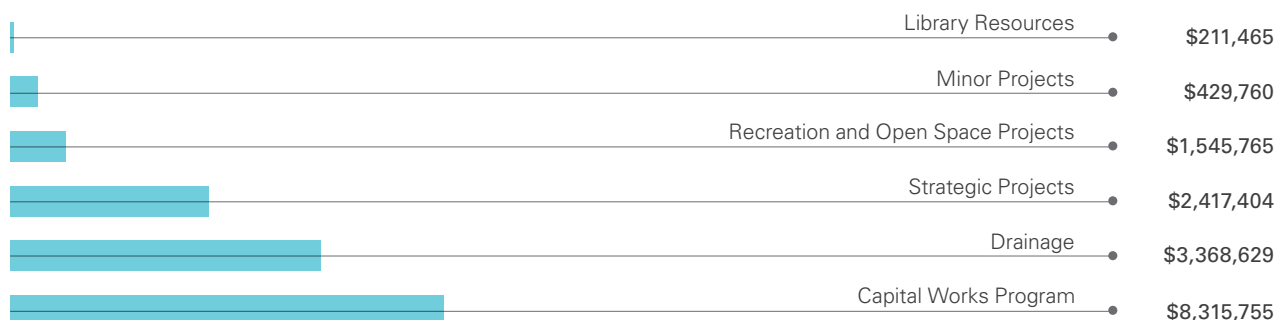 Library Resources $211,465
Minor Projects $429,760
Recreation and Open Space Projects $1,545,765
Strategic Projects $2,417,404
Drainage $3,368,629
Capital Works Program $8,315,755